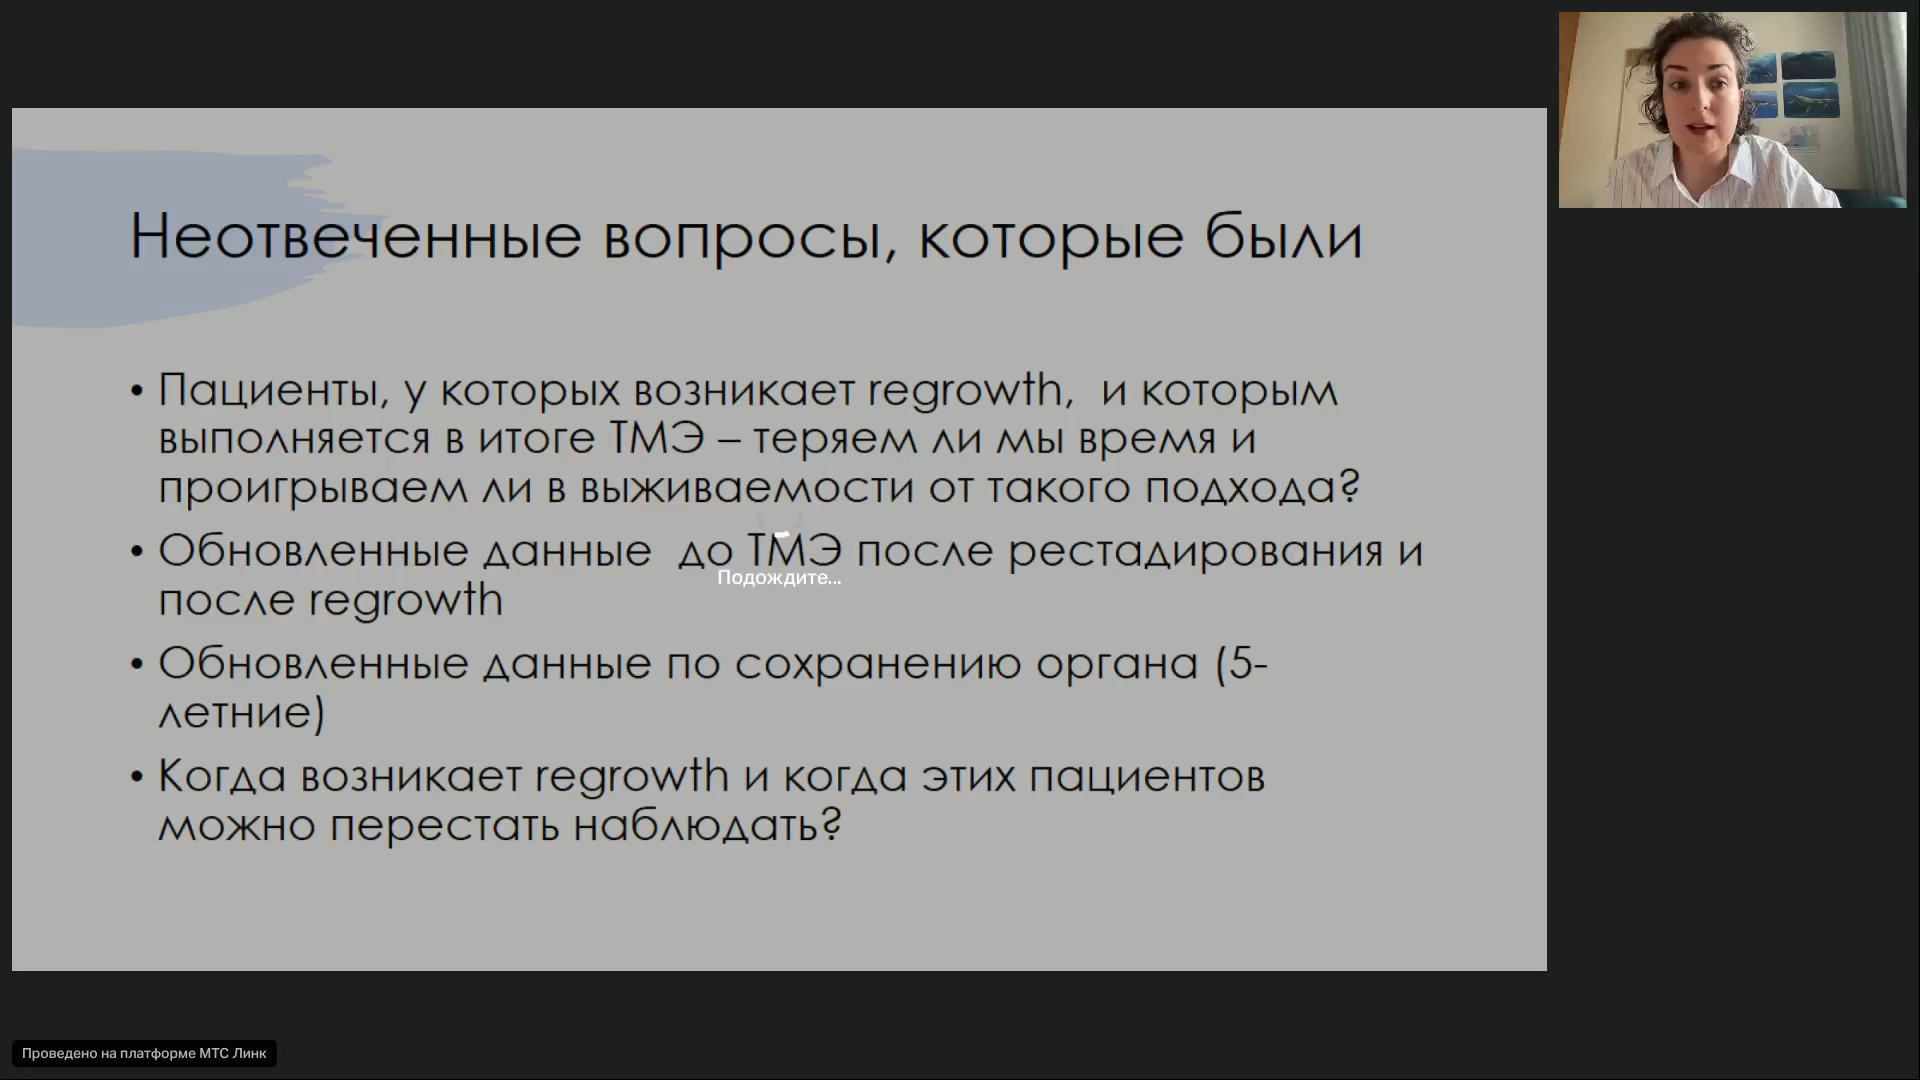 Неотвеченные вопросы, которые были
• Пациенты, у которых возникает regrowth, и которым
выполняется в итоге ТМЭ – теряем ли мы время и
проигрываем ли в выживаемости от такого подхода?
• Обновленные данные до ТМЭ после рестадирования и
после regrowth
Подождите...
• Обновленные данные по сохранению органа (5-
летние)
• Когда возникает regrowth и когда этих пациентов
можно перестать наблюдать?
Проведено на платформе МТС Линк